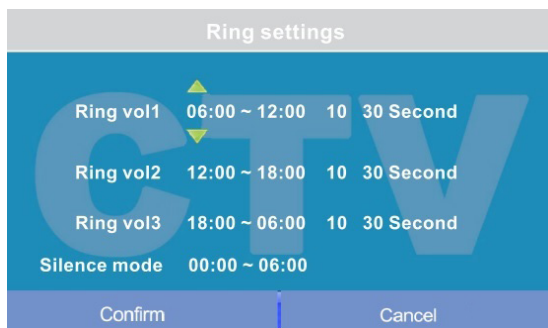 Ring settings
CTV
Ring vol1 06:00 ~ 12:00 10 30 Second
Ring vol2 12:00 ~ 18:00 10 30 Second
Ring vol3 18:00 ~ 06:00 10 30 Second
Silence mode 00:00 ~ 06:00
Confirm Cancel